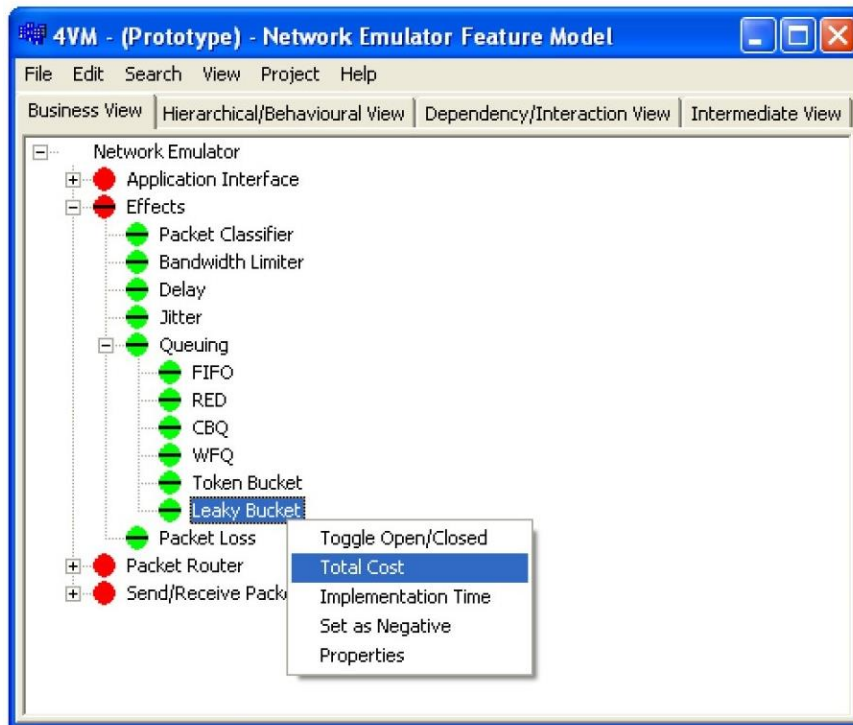 4VM - (Prototype) - Network Emulator Feature Model
File Edit Search View Project Help
Business View Hierarchical/Behavioural View Dependency/Interaction View Intermediate View
Network Emulator
Application Interface
Effects
Packet Classifier
Bandwidth Limiter
Delay
Jitter
Queuing
FIFO
RED
CBQ
WFQ
Token Bucket
Leaky Bucket
Packet Loss
Packet Router
Send/Receive
Toggle Open/Closed
Total Cost
Implementation Time
Set as Negative
Properties